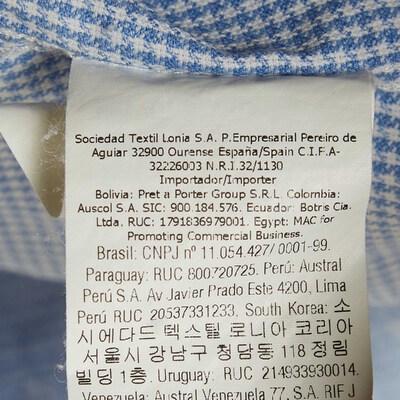 Sociedad Textil Lonia S.A. P.Empresarial Pereiro de
Aguiar 32900 Ourense España/Spain C.I.F.A-
32226003 N.R.I.32/1130
Importador/Importer
Bolivia: Pret a Porter Group S.R.L. Colombia:
Auscol S.A. SIC: 900.184.576. Ecuador: Botris Cia.
Ltda. RUC: 1791836979001. Egypt: MAC for
Promoting Commercial Business.
Brasil: CNPJ nº 11.054.427/0001-99.
Paraguay: RUC 800720725. Perú: Austral
Perú S.A. Av Javier Prado Este 4200, Lima
Perú RUC 20537331233. South Korea: 소
시에다드 텍스틸 로니아 코리아
서울시 강남구 청담동 118 정림
빌딩 1층. Uruguay: RUC 214933930014.
Venezuela: Austral Venezuela 77, S.A. RIF J